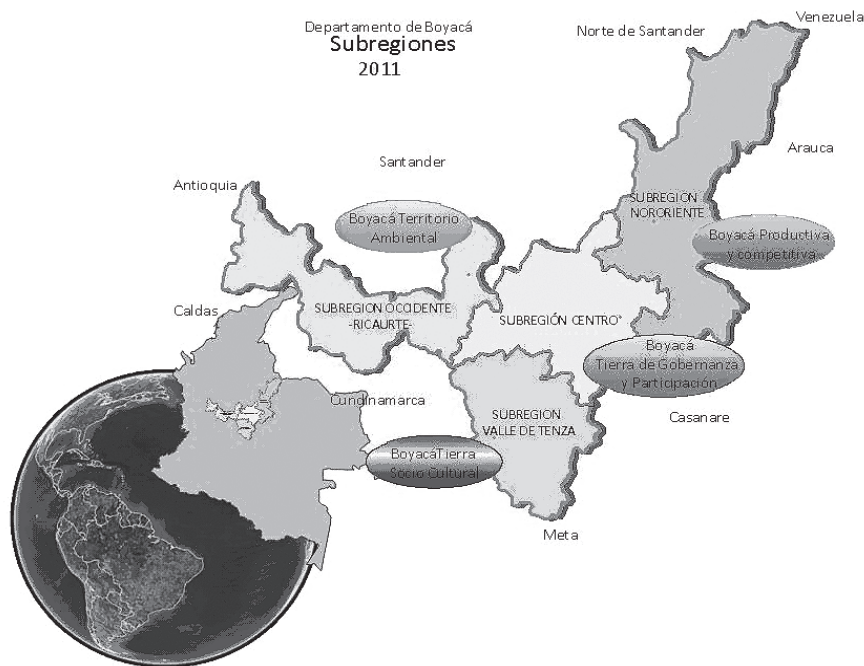 Departamento de Boyacá
Subregiones
2011
Venezuela
Norte de Santander
Arauca
Santander
Antioquia
SUBREGIÓN
NORORIENTE
Boyacá Territorio
Ambiental
Boyacá Productiva
y competitiva
Caldas
SUBREGION OCCIDENTE
-RICAURTE-
SUBREGIÓN CENTRO
Boyacá
Tierra de Gobernanza
y Participación
Cundinamarca
SUBREGION
VALLE DE TENZA
Casanare
BoyacáTierra
Socio Cultural
Meta